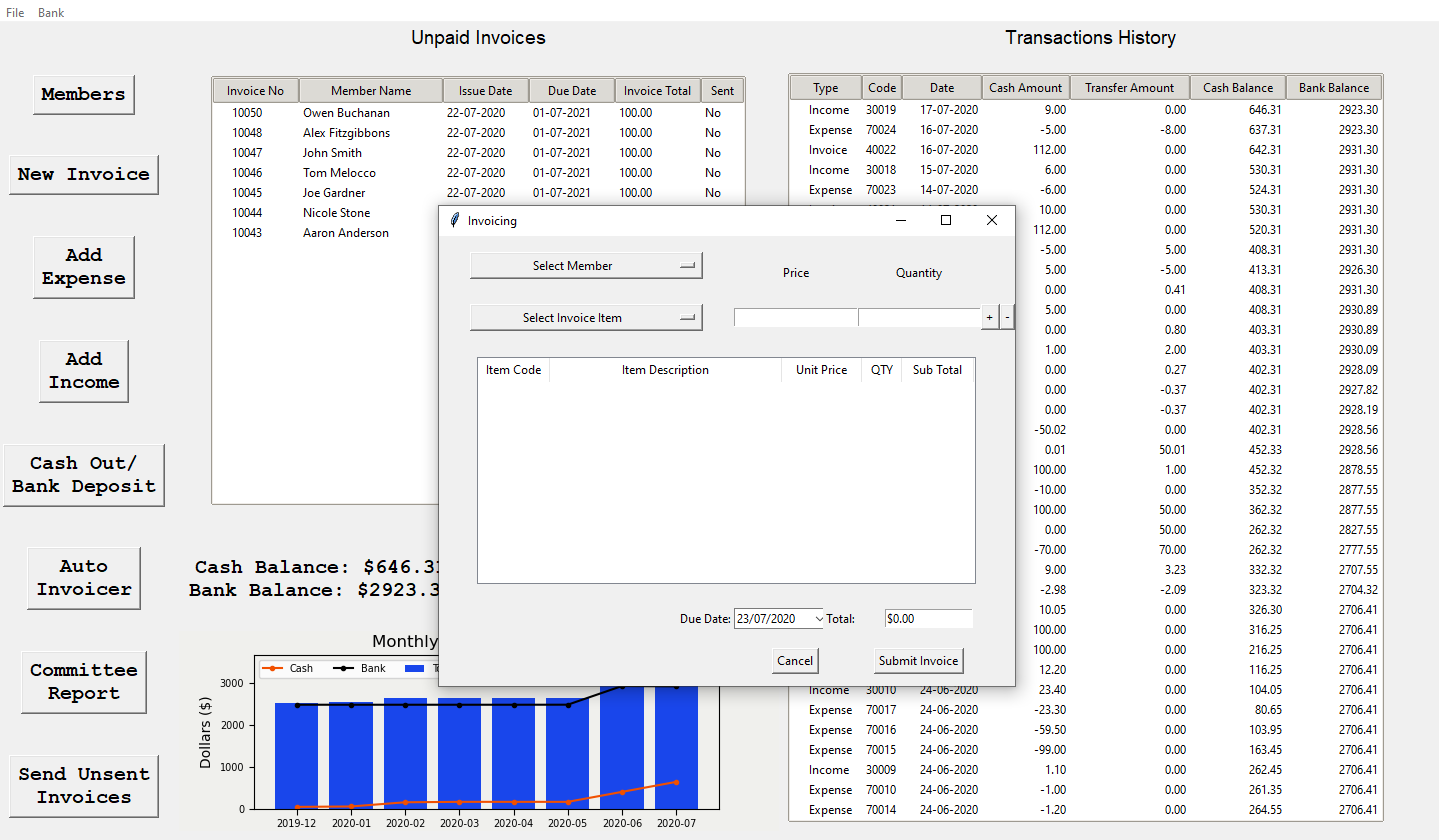 File Bank
Unpaid Invoices
Transactions History
Members
New Invoice
Add
Expense
Add
Income
Cash Out/
Bank Deposit
Auto
Invoicer
Committee
Report
Send Unsent
Invoices
Invoice No Member Name Issue Date Due Date Invoice Total Sent
10050 Owen Buchanan 22-07-2020 01-07-2021 100.00 No
10048 Alex Fitzgibbons 22-07-2020 01-07-2021 100.00 No
10047 John Smith 22-07-2020 01-07-2021 100.00 No
10046 Tom Melocco 22-07-2020 01-07-2021 100.00 No
10045 Joe Gardner 22-07-2020 01-07-2021 100.00 No
10044 Nicole Stone
10043 Aaron Anderson
Cash Balance: $646.31
Bank Balance: $2923.3
Monthly
Cash Bank
Dollars ($)
3000
2000
1000
0
2019-12 2020-01 2020-02 2020-03 2020-04 2020-05 2020-06 2020-07
Invoicing
Select Member
Price Quantity
Select Invoice Item
+ -
Item Code Item Description Unit Price QTY Sub Total
Due Date: 23/07/2020 Total: $0.00
Cancel Submit Invoice
Type Code Date Cash Amount Transfer Amount Cash Balance Bank Balance
Income 30019 17-07-2020 9.00 0.00 646.31 2923.30
Expense 70024 16-07-2020 -5.00 -8.00 637.31 2923.30
Invoice 40022 16-07-2020 112.00 0.00 642.31 2931.30
Income 30018 15-07-2020 6.00 0.00 530.31 2931.30
Expense 70023 14-07-2020 -6.00 0.00 524.31 2931.30
10.00 0.00 530.31 2931.30
112.00 0.00 520.31 2931.30
-5.00 5.00 408.31 2931.30
5.00 -5.00 413.31 2926.30
0.00 0.41 408.31 2931.30
5.00 0.00 408.31 2930.89
0.00 0.80 403.31 2930.89
1.00 2.00 403.31 2930.09
0.00 0.27 402.31 2928.09
0.00 -0.37 402.31 2927.82
0.00 -0.37 402.31 2928.19
-50.02 0.00 402.31 2928.56
0.01 50.01 452.33 2928.56
100.00 1.00 452.32 2878.55
-10.00 0.00 352.32 2877.55
100.00 50.00 362.32 2877.55
0.00 50.00 262.32 2827.55
-70.00 70.00 262.32 2777.55
9.00 3.23 332.32 2707.55
-2.98 -2.09 323.32 2704.32
10.05 0.00 326.30 2706.41
100.00 0.00 316.25 2706.41
100.00 0.00 216.25 2706.41
12.20 0.00 116.25 2706.41
Income 30010 24-06-2020 23.40 0.00 104.05 2706.41
Expense 70017 24-06-2020 -23.30 0.00 80.65 2706.41
Expense 70016 24-06-2020 -59.50 0.00 103.95 2706.41
Expense 70015 24-06-2020 -99.00 0.00 163.45 2706.41
Income 30009 24-06-2020 1.10 0.00 262.45 2706.41
Expense 70010 24-06-2020 -1.00 0.00 261.35 2706.41
Expense 70014 24-06-2020 -1.20 0.00 264.55 2706.41